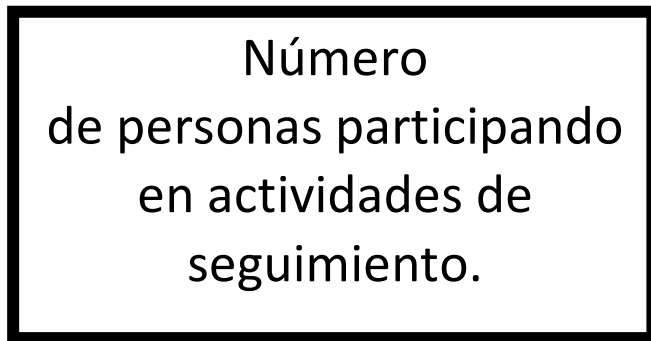 Número
de personas participando
en actividades de
seguimiento.